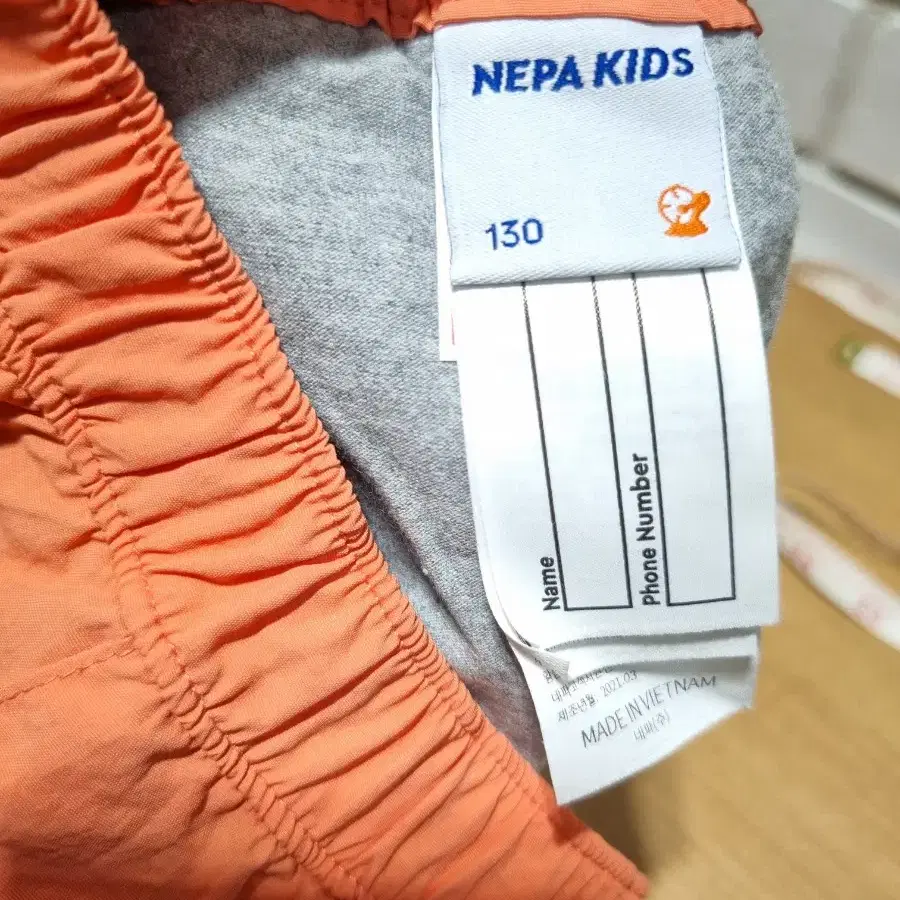 NEPA KIDS
130
Name
Phone Number
제조년월 2021.03
MADE IN VIETNAM
네파(주)